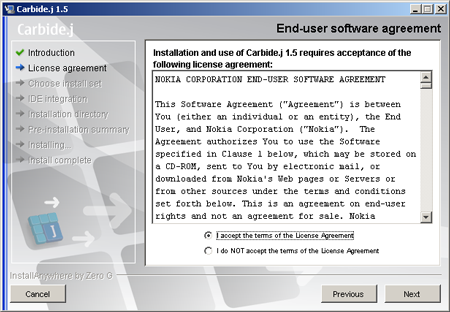 Carbide.j 1.5
Carbide.j
End-user software agreement
Introduction
License agreement
Choose install set
IDE integration
Installation directory
Pre-installation summary
Installing...
Install complete
Installation and use of Carbide.j 1.5 requires acceptance of the
following license agreement:
NOKIA CORPORATION END-USER SOFTWARE AGREEMENT
This Software Agreement ("Agreement") is between
You (either an individual or an entity), the End
User, and Nokia Corporation ("Nokia").  The
Agreement authorizes You to use the Software
specified in Clause 1 below, which may be stored on
a CD-ROM, sent to You by electronic mail, or
downloaded from Nokia's Web pages or Servers or
from other sources under the terms and conditions
set forth below. This is an agreement on end-user
rights and not an agreement for sale. Nokia
I accept the terms of the License Agreement
I do NOT accept the terms of the License Agreement
InstallAnywhere by Zero G
Cancel
Previous
Next